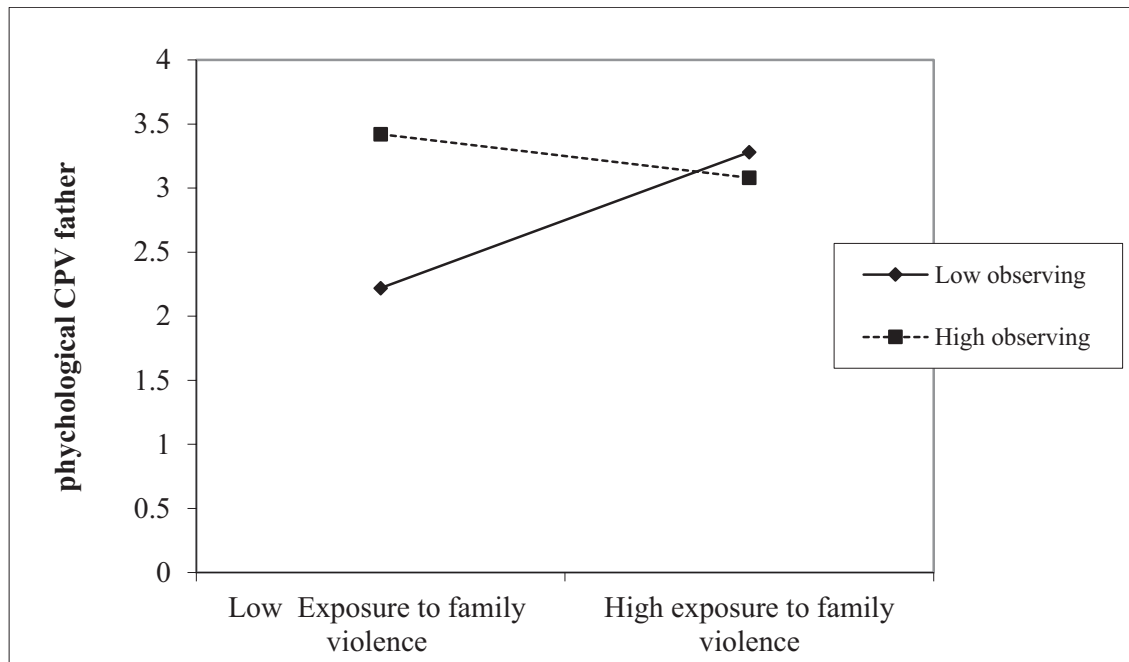 phychological CPV father
4
3.5
3
2.5
2
1.5
1
0.5
0
Low Exposure to family
violence
High exposure to family
violence
Low observing
High observing